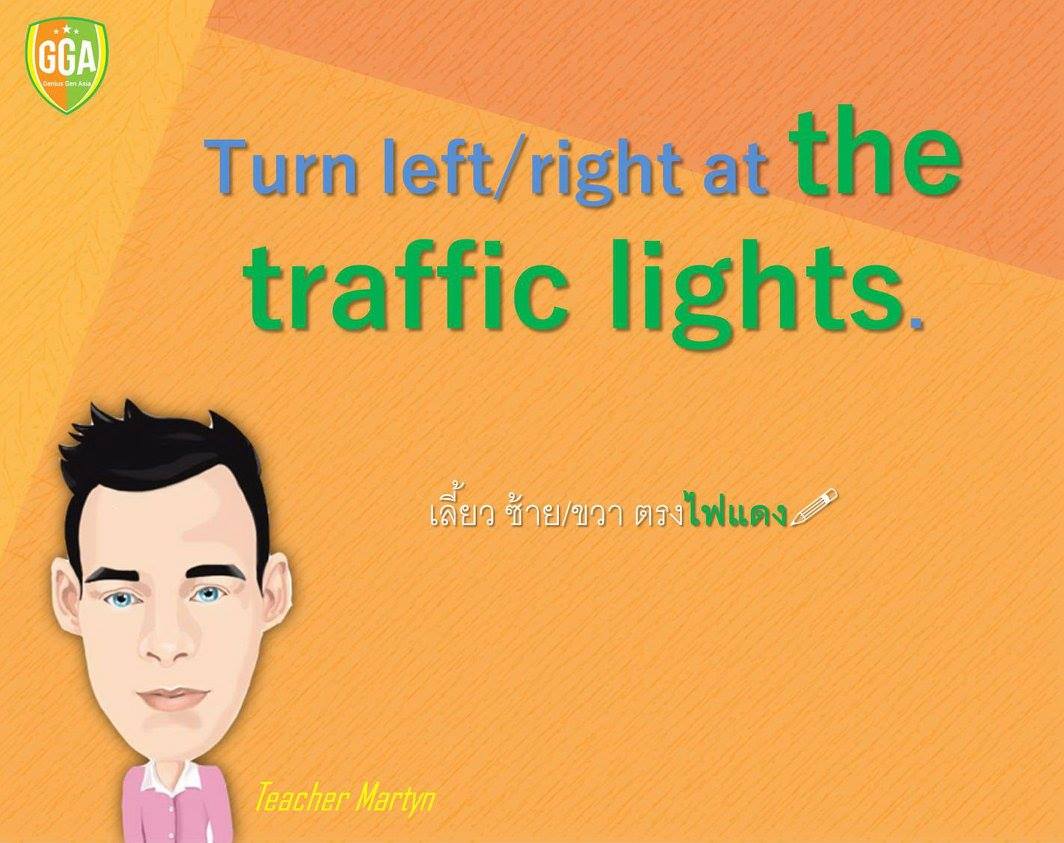 GGA
Genius Gen Asia
Turn left/right at the
traffic lights.
เลี้ยว ซ้าย/ขวา ตรงไฟแดง
Teacher Martyn